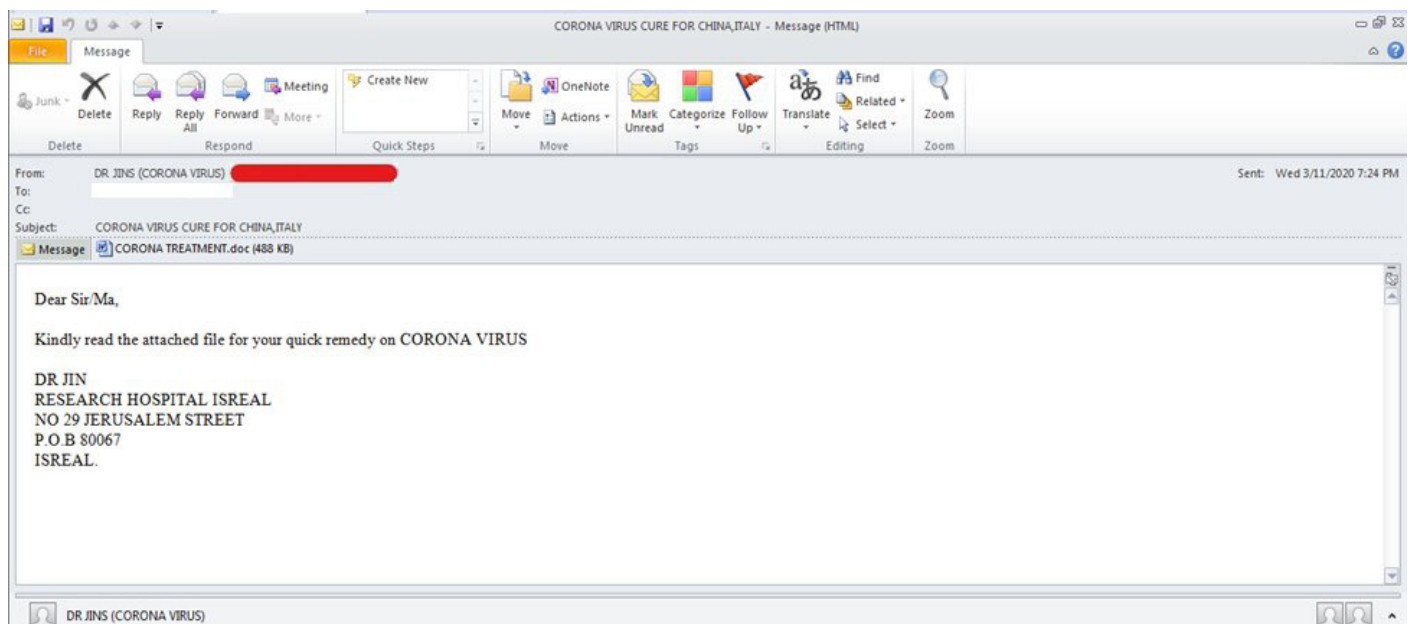 CORONA VIRUS CURE FOR CHINA,ITALY - Message (HTML)
File Message
Junk Delete Reply Reply All Forward Meeting More Create New Move OneNote Actions Mark Unread Categorize Follow Up Translate Find Related Select Zoom
Delete Respond Quick Steps Move Tags Editing Zoom
From: DR JINS (CORONA VIRUS) Sent: Wed 3/11/2020 7:24 PM
To:
Cc:
Subject: CORONA VIRUS CURE FOR CHINA,ITALY
Message CORONA TREATMENT.doc (488 KB)
Dear Sir/Ma,
Kindly read the attached file for your quick remedy on CORONA VIRUS
DR JIN
RESEARCH HOSPITAL ISREAL
NO 29 JERUSALEM STREET
P.O.B 80067
ISREAL.
DR JINS (CORONA VIRUS)